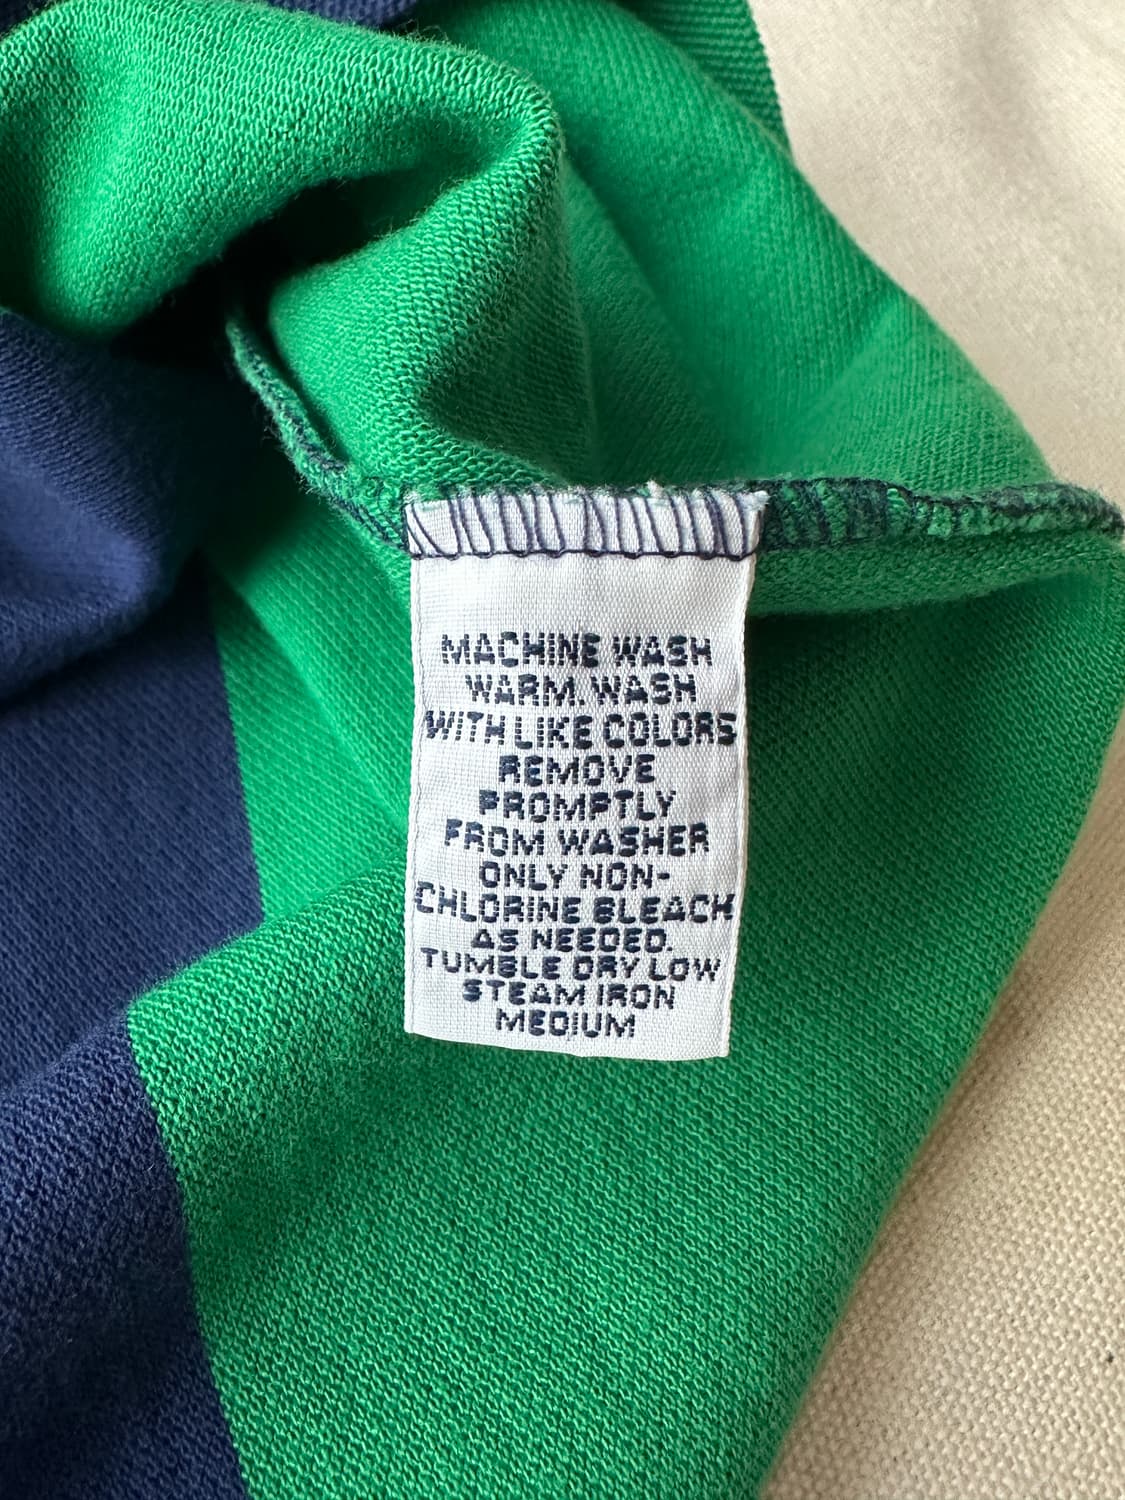 MACHINE WASH
WARM. WASH
WITH LIKE COLORS
REMOVE
PROMPTLY
FROM WASHER
ONLY NON-
CHLORINE BLEACH
AS NEEDED.
TUMBLE DRY LOW
STEAM IRON
MEDIUM